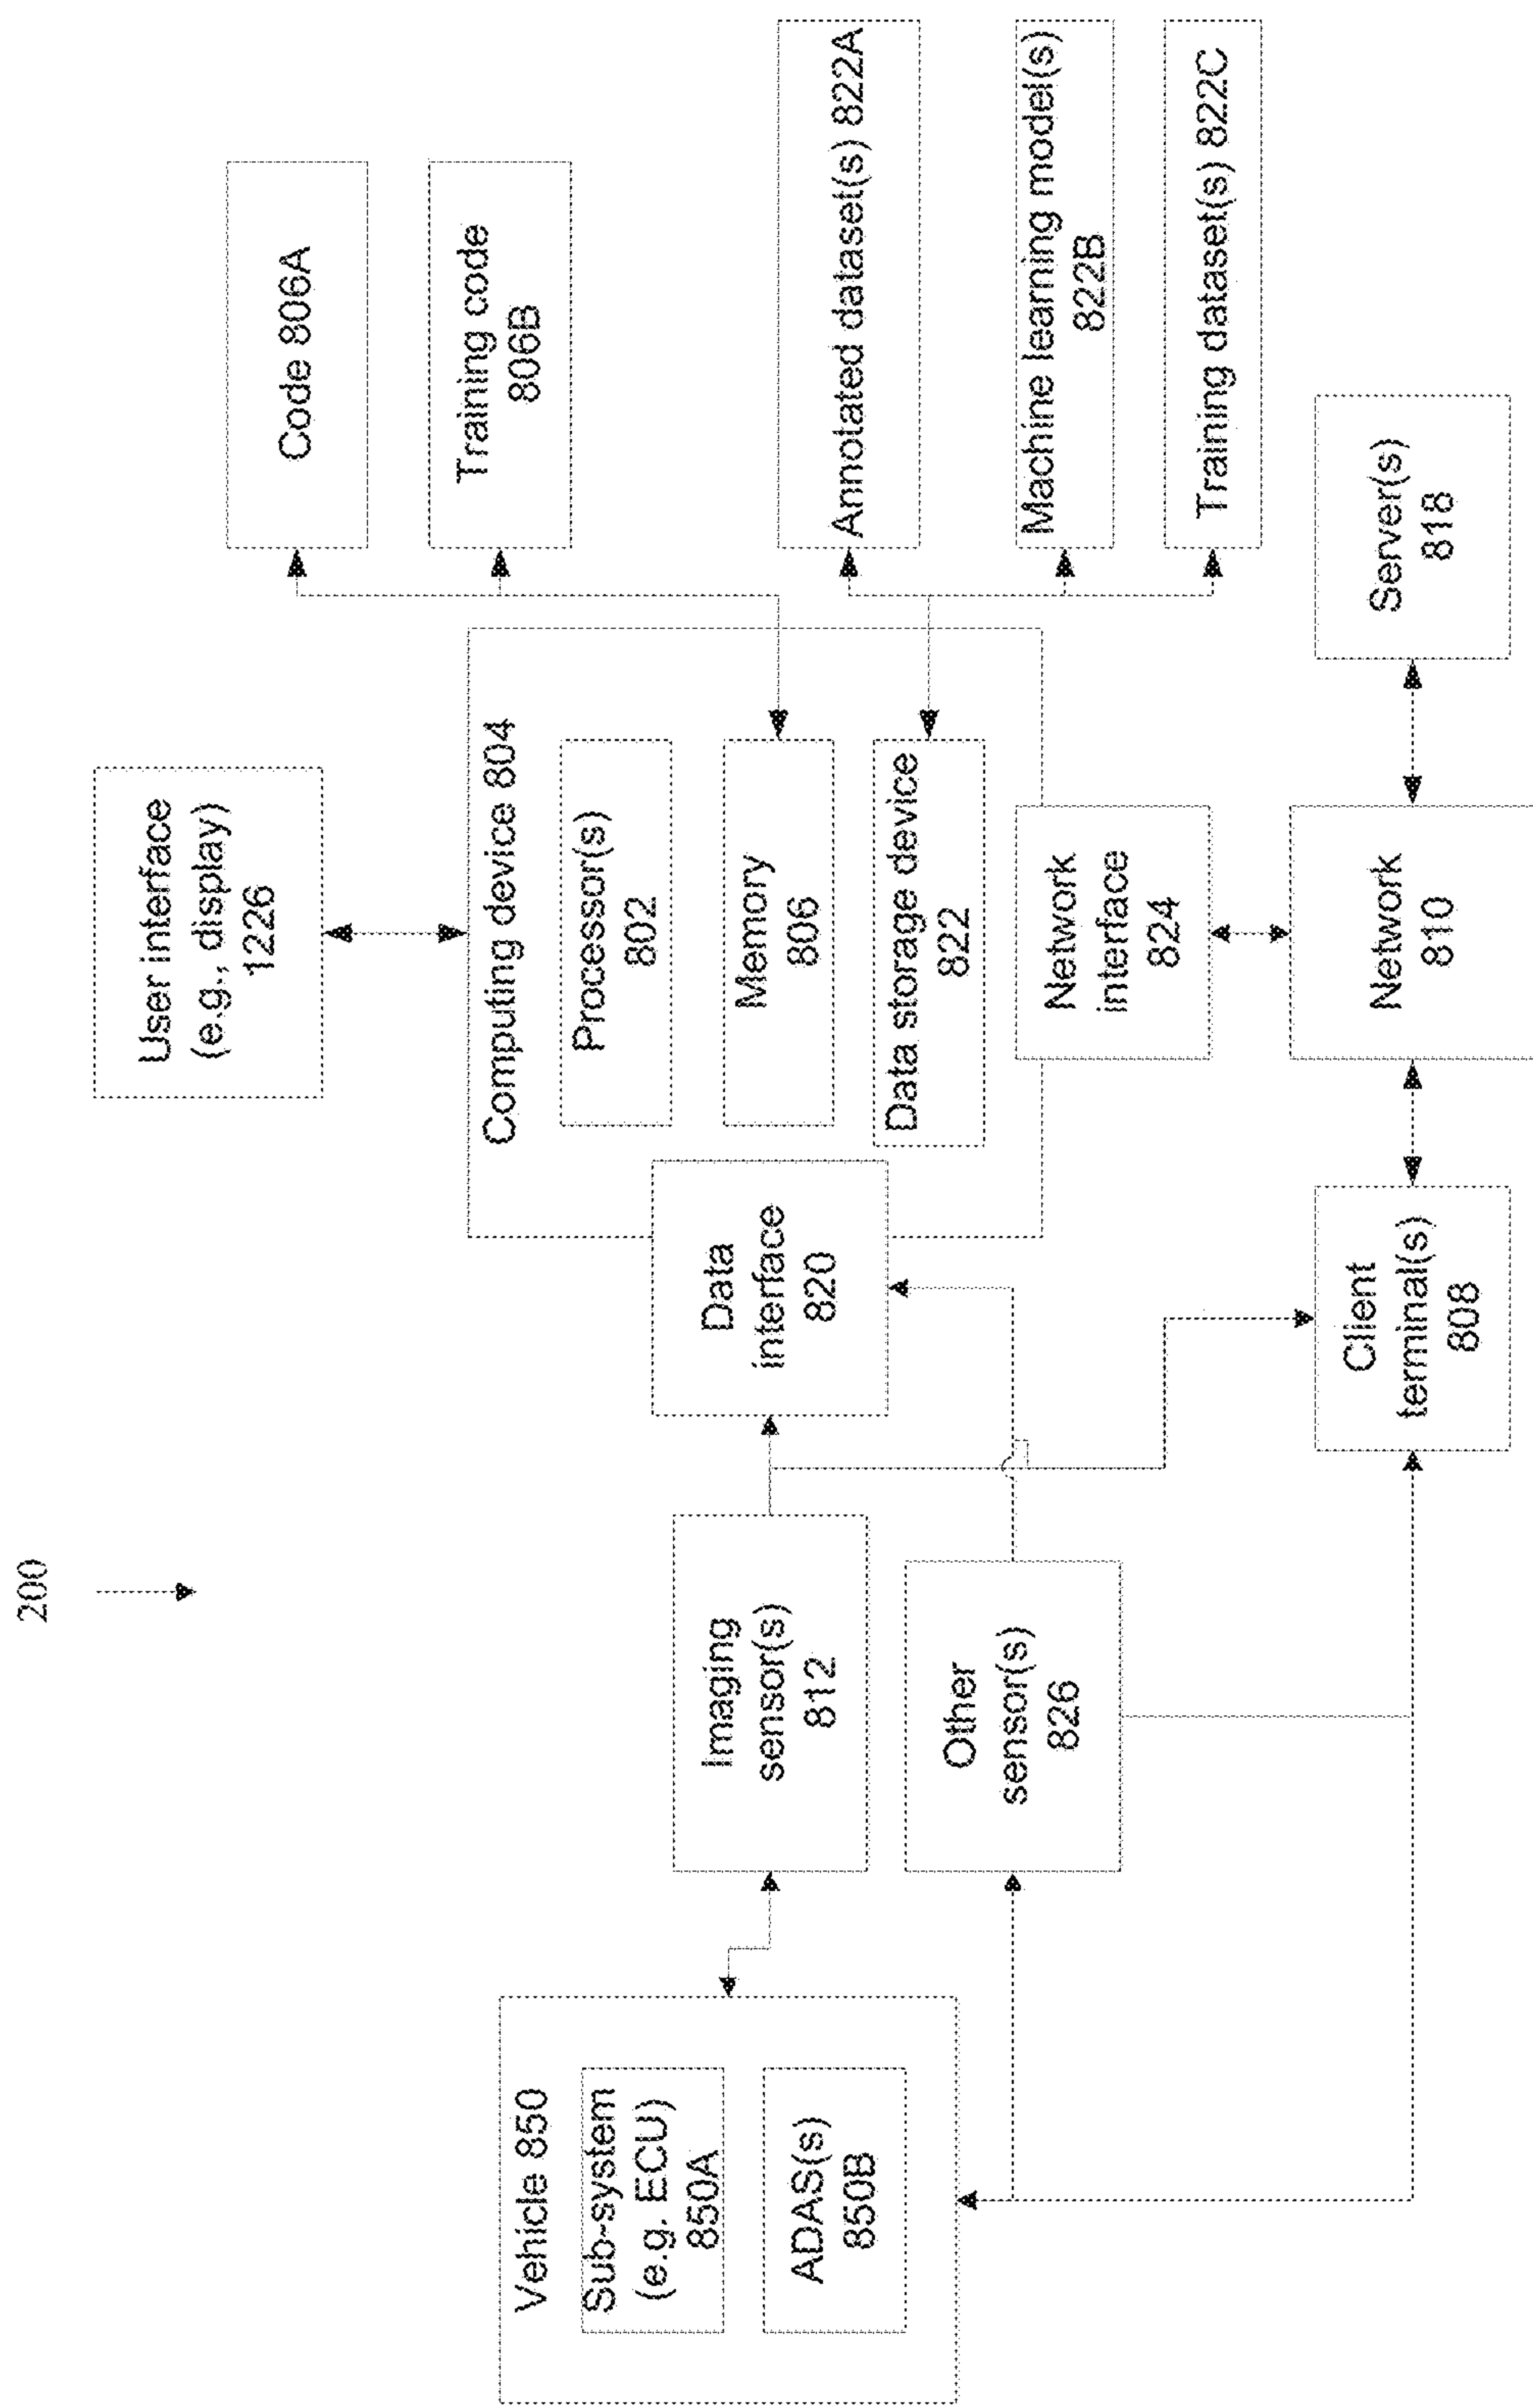 200
User interface
(e.g., display)
1226
Code 806A
Training code
806B
Computing device 804
Processor(s)
802
Memory
806
Data storage device
822
Annotated dataset(s) 822A
Machine learning model(s)
822B
Training dataset(s) 822C
Vehicle 850
Sub-system
(e.g. ECU)
850A
ADAS(s)
850B
Imaging
sensor(s)
812
Other
sensor(s)
826
Data
interface
820
Network
interface
824
Client
terminal(s)
808
Network
810
Server(s)
818